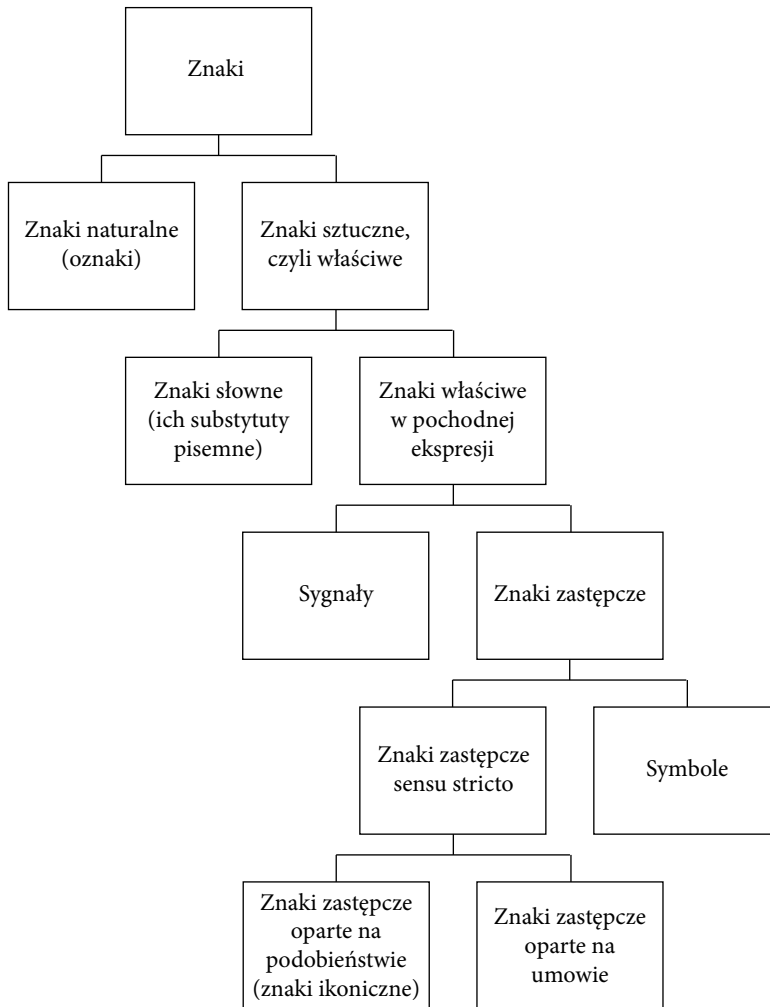 Znaki
Znaki naturalne
(oznaki)
Znaki sztuczne,
czyli właściwe
Znaki słowne
(ich substytuty
pisemne)
Znaki właściwe
w pochodnej
ekspresji
Sygnały
Znaki zastępcze
Znaki zastępcze
sensu stricto
Symbole
Znaki zastępcze
oparte na
podobieństwie
(znaki ikoniczne)
Znaki zastępcze
oparte na
umowie